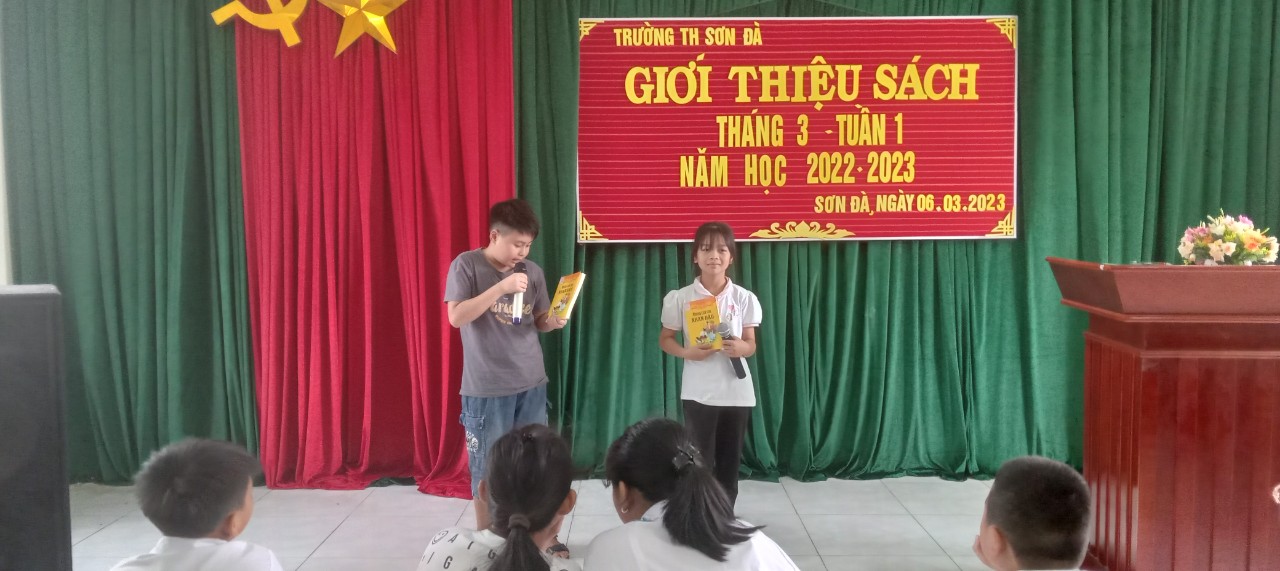 TRƯỜNG TH SƠN ĐÀ
GIỚI THIỆU SÁCH
THÁNG 3 - TUẦN 1
NĂM HỌC 2022-2023
SƠN ĐÀ, NGÀY 06.03.2023